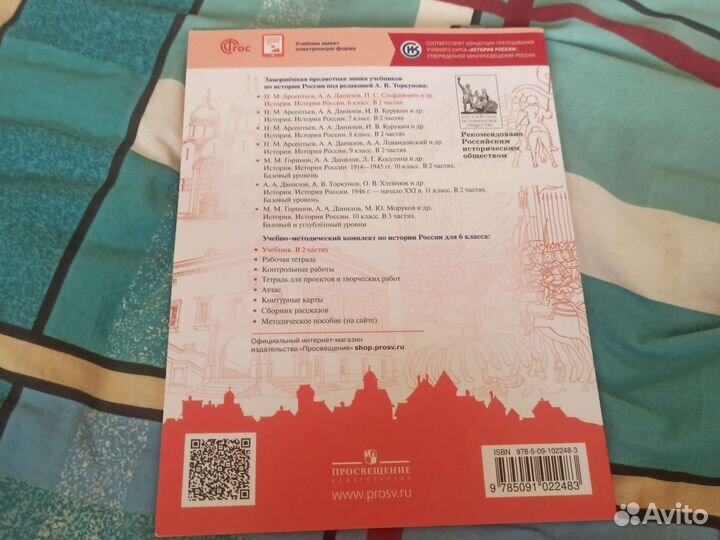 ФГОС
Учебник имеет
электронную форму
СООТВЕТСТВУЕТ КОНЦЕПЦИИ ПРЕПОДАВАНИЯ
УЧЕБНОГО КУРСА «ИСТОРИЯ РОССИИ»,
УТВЕРЖДЕННОЙ МИНПРОСВЕЩЕНИЯ РОССИИ
Завершённая предметная линия учебников
по истории России под редакцией А. В. Торкунова:
• Н. М. Арсентьев, А. А. Данилов, П. С. Стефанович и др.
История. История России. 6 класс. В 2 частях
• Н. М. Арсентьев, А. А. Данилов, И. В. Курукин и др.
История. История России. 7 класс. В 2 частях
• Н. М. Арсентьев, А. А. Данилов, И. В. Курукин и др.
История. История России. 8 класс. В 2 частях
• Н. М. Арсентьев, А. А. Данилов, А. А. Левандовский и др.
История. История России. 9 класс. В 2 частях
• М. М. Горинов, А. А. Данилов, Л. Г. Косулина и др.
История. История России. 1914—1945 гг. 10 класс. В 2 частях.
Базовый уровень
• А. А. Данилов, А. В. Торкунов, О. В. Хлевнюк и др.
История. История России. 1946 г. — начало XXI в. 11 класс. В 2 частях.
Базовый уровень
• М. М. Горинов, А. А. Данилов, М. Ю. Моруков и др.
История. История России. 10 класс. В 3 частях.
Базовый и углублённый уровни
РОССИЙСКОЕ
ИСТОРИЧЕСКОЕ
ОБЩЕСТВО
Рекомендовано
Российским
историческим
обществом
Учебно-методический комплект по истории России для 6 класса:
• Учебник. В 2 частях
• Рабочая тетрадь
• Контрольные работы
• Тетрадь для проектов и творческих работ
• Атлас
• Контурные карты
• Сборник рассказов
• Методическое пособие (на сайте)
Официальный интернет-магазин
издательства «Просвещение» shop.prosv.ru
ПРОСВЕЩЕНИЕ
ИЗДАТЕЛЬСТВО
www.prosv.ru
ISBN 978-5-09-102248-3
9 785091 022483
Avito